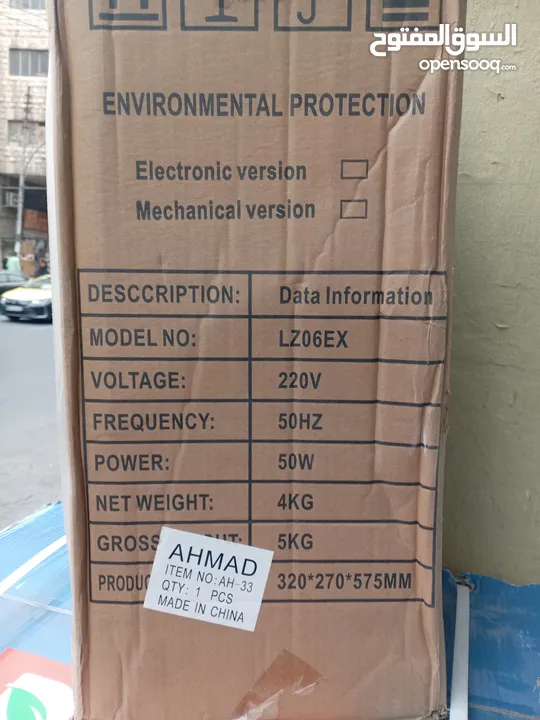 السوق المفتوح
opensooq.com
ENVIRONMENTAL PROTECTION
Electronic version
Mechanical version
DESCCRIPTION: Data Information
MODEL NO: LZ06EX
VOLTAGE: 220V
FREQUENCY: 50HZ
POWER: 50W
NET WEIGHT: 4KG
GROSS 5KG
320*270*575MM
AHMAD
ITEM NO:AH-33
QTY: 1 PCS
MADE IN CHINA